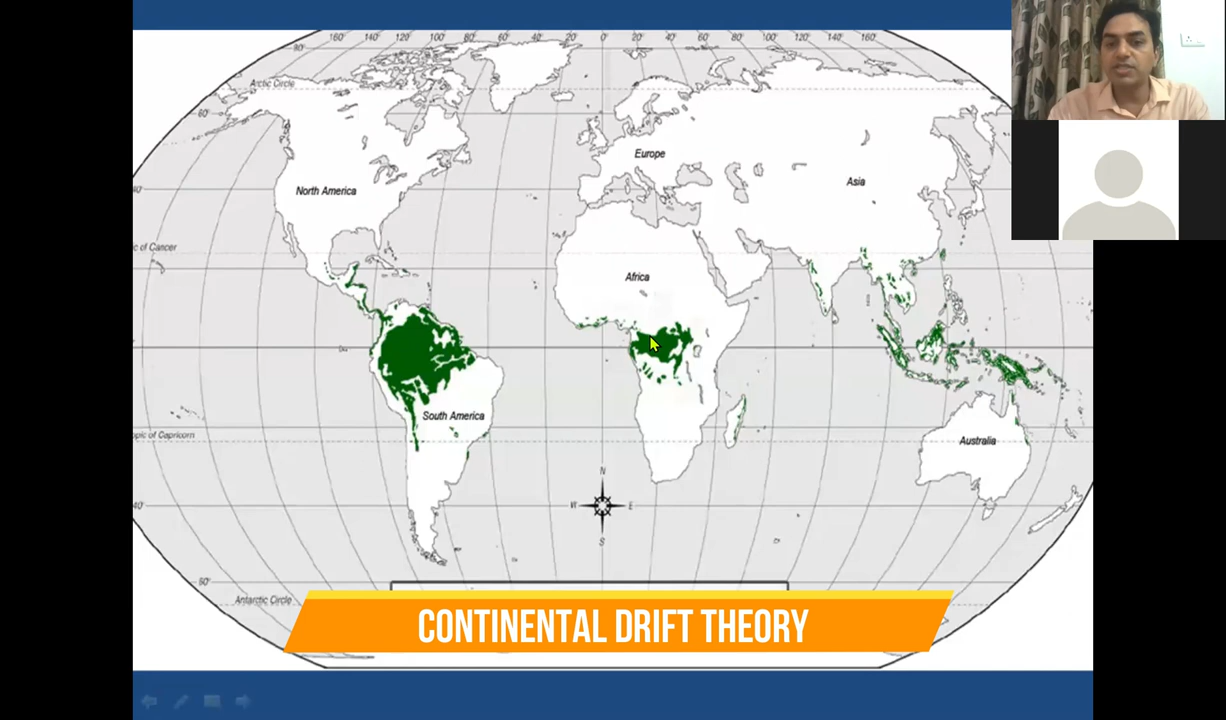 160° 140° 120° 100° 80° 60° 40° 20° 0° 20° 40° 60° 80° 100° 120° 140° 160°
80°
Arctic Circle
60°
Europe
Asia
North America
40°
c of Cancer
Africa
South America
opic of Capricorn
Australia
N
W E
S
40°
60°
Antarctic Circle
CONTINENTAL DRIFT THEORY